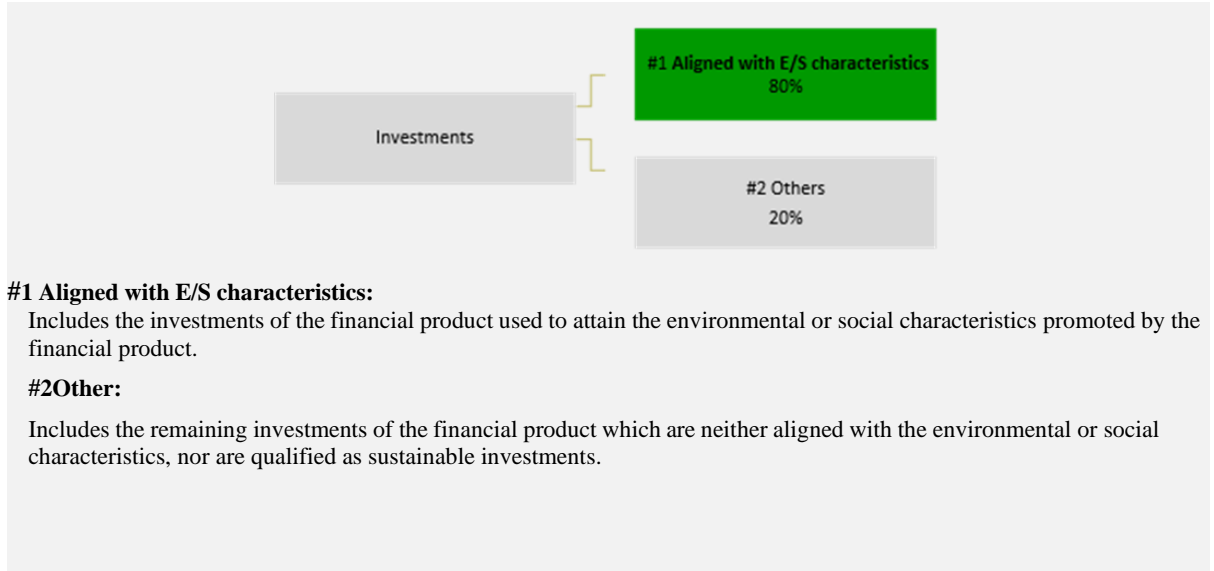 #1 Aligned with E/S characteristics
80%
Investments
#2 Others
20%
#1 Aligned with E/S characteristics:
Includes the investments of the financial product used to attain the environmental or social characteristics promoted by the
financial product.
#2Other:
Includes the remaining investments of the financial product which are neither aligned with the environmental or social
characteristics, nor are qualified as sustainable investments.